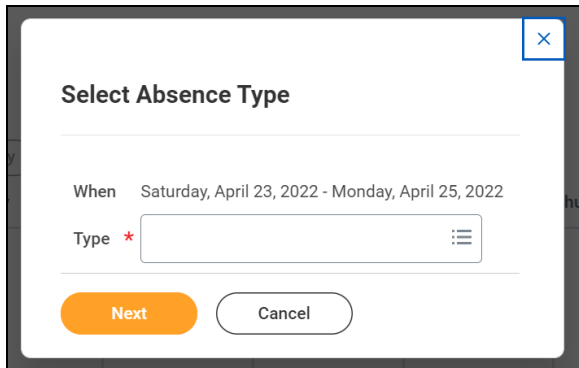 Select Absence Type
When Saturday, April 23, 2022 - Monday, April 25, 2022
Type *
Next Cancel